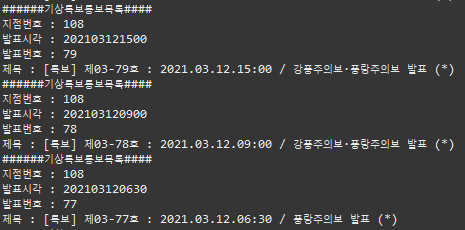 ######기상특보통보목록####
지점번호 : 108
발표시각 : 202103121500
발표번호 : 79
제목 : [특보] 제03-79호 : 2021.03.12.15:00 / 강풍주의보·풍랑주의보 발표 (*)
######기상특보통보목록####
지점번호 : 108
발표시각 : 202103120900
발표번호 : 78
제목 : [특보] 제03-78호 : 2021.03.12.09:00 / 강풍주의보·풍랑주의보 발표 (*)
######기상특보통보목록####
지점번호 : 108
발표시각 : 202103120630
발표번호 : 77
제목 : [특보] 제03-77호 : 2021.03.12.06:30 / 풍랑주의보 발표 (*)